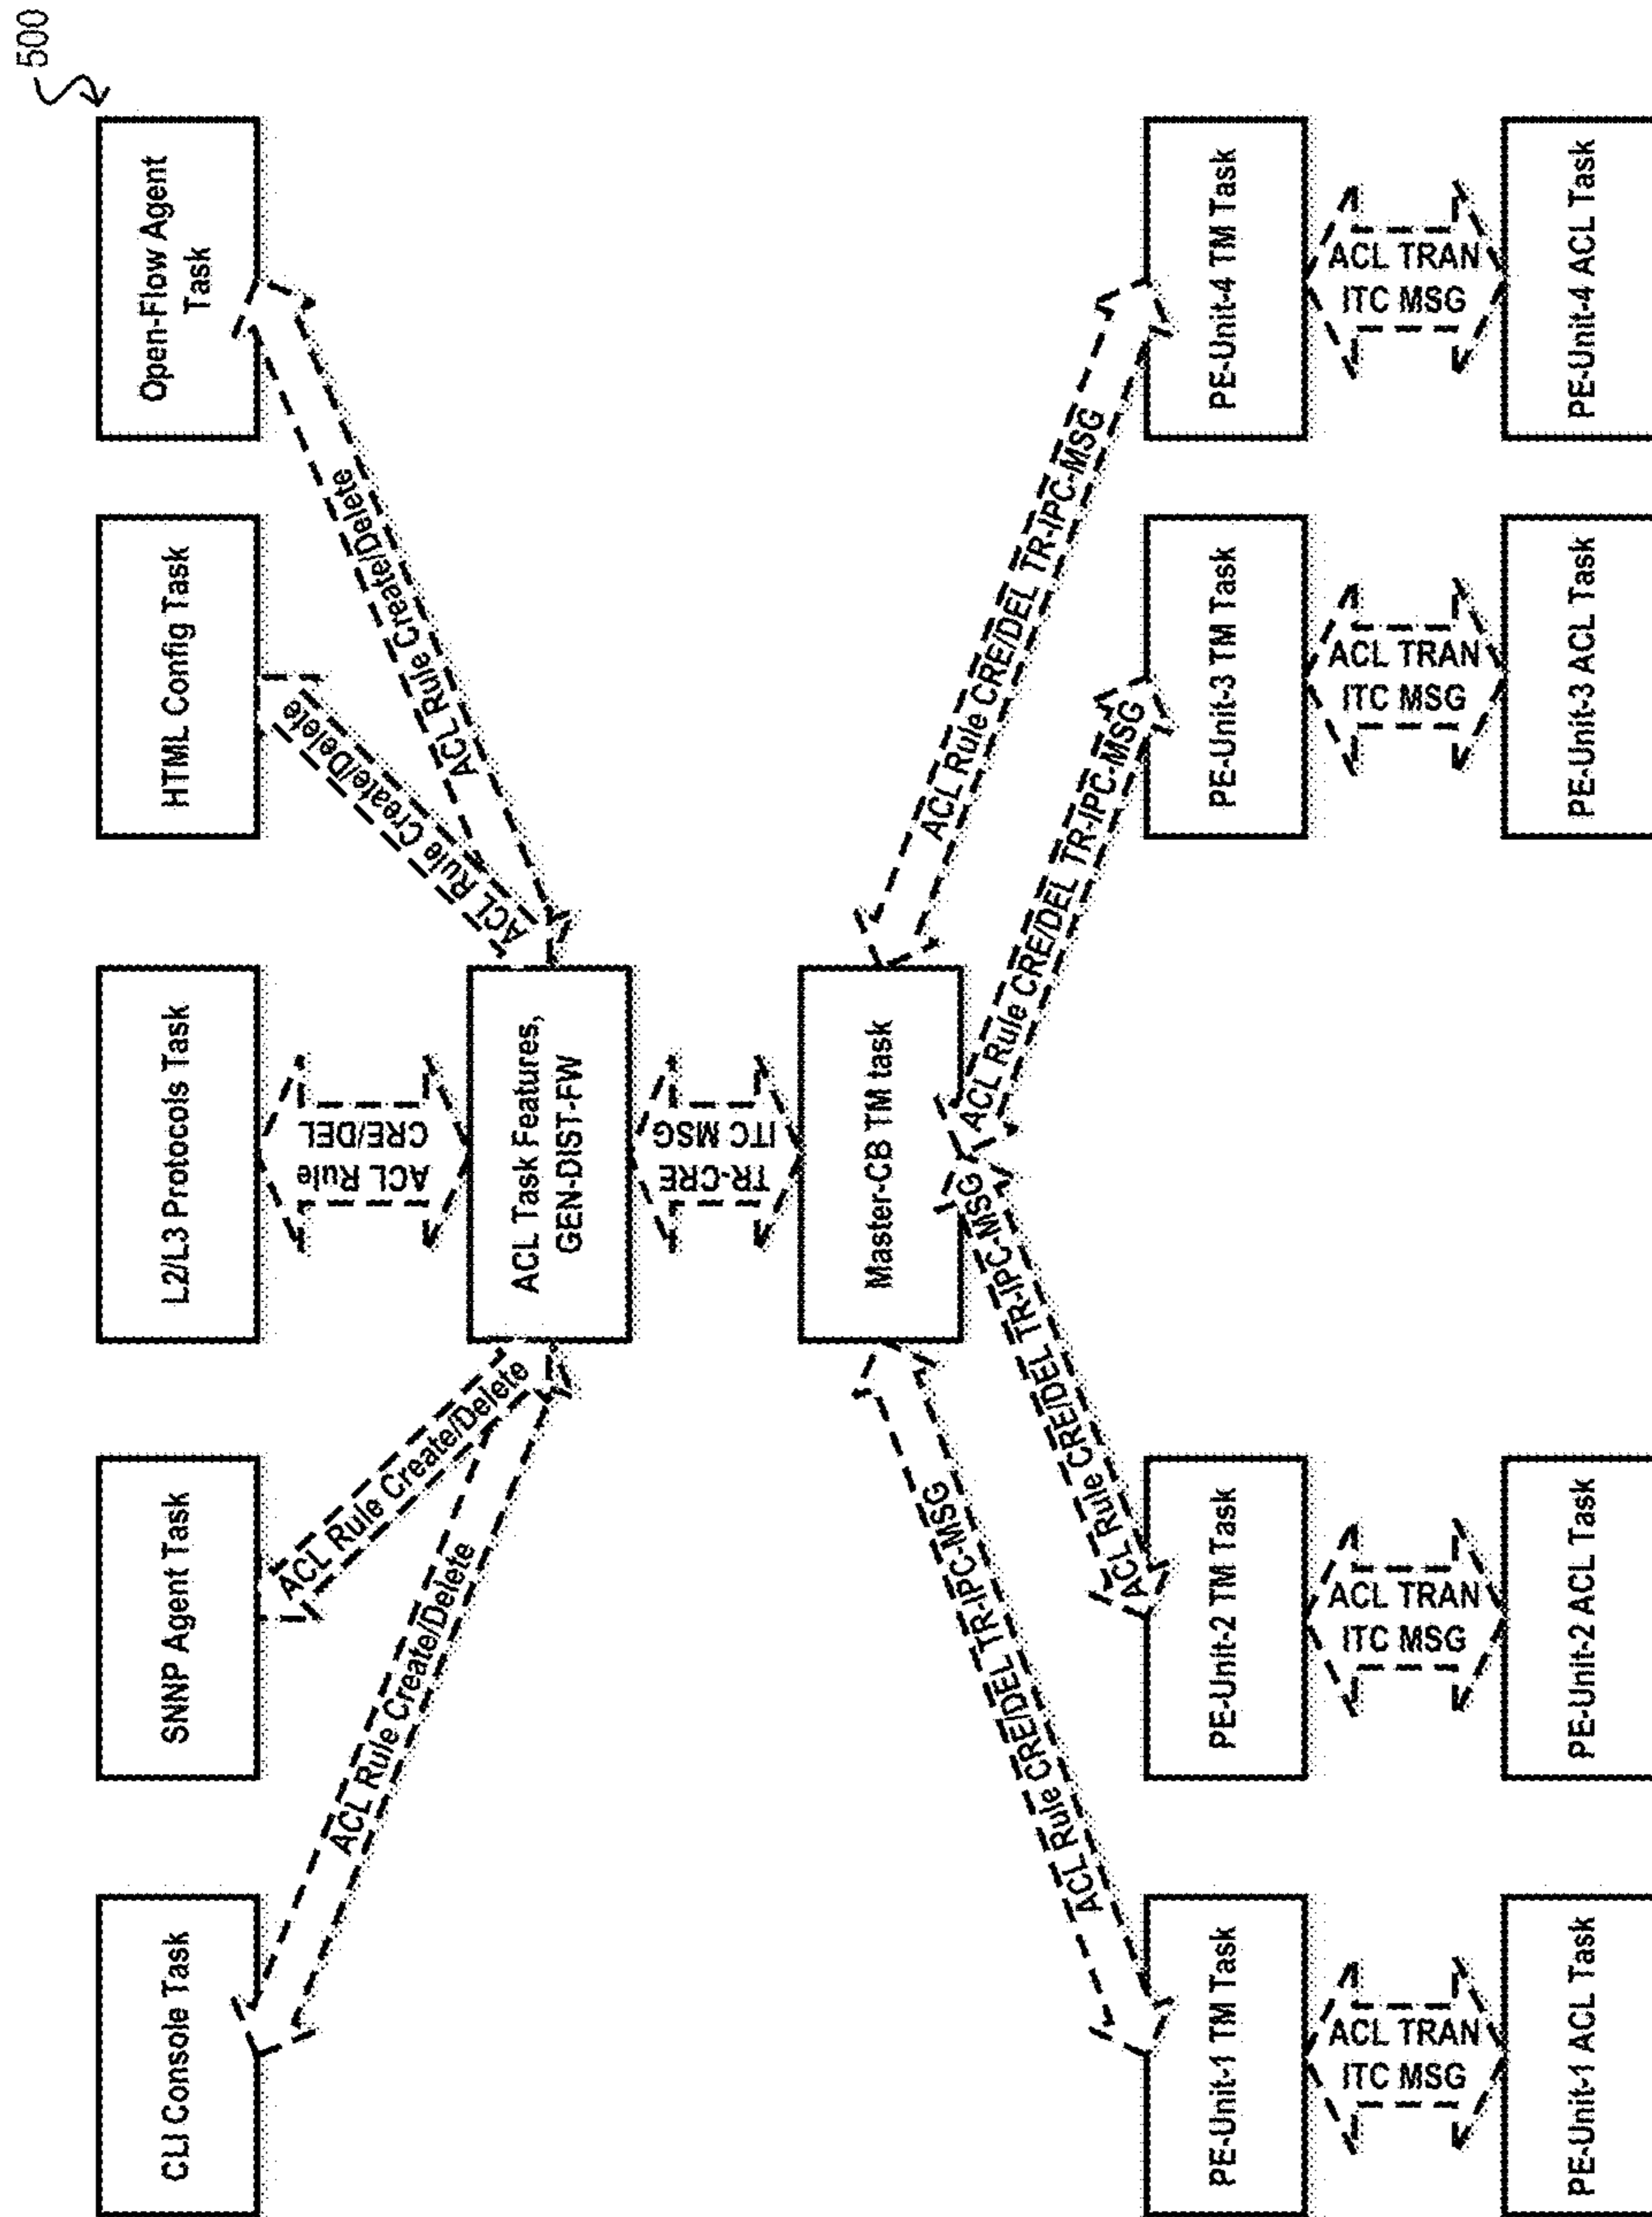 500
CLI Console Task
SNNP Agent Task
L2/L3 Protocols Task
HTML Config Task
Open-Flow Agent
Task
ACL Rule Create/Delete
ACL Rule Create/Delete
ACL Rule
CRE/DEL
ACL Rule Create/Delete
ACL Rule Create/Delete
ACL Task Features,
GEN-DIST-FW
TR-CRE
ITC MSG
Master-CB TM task
ACL Rule CRE/DEL TR-IPC-MSG
ACL Rule CRE/DEL TR-IPC-MSG
ACL Rule CRE/DEL TR-IPC-MSG
ACL Rule CRE/DEL TR-IPC-MSG
PE-Unit-1 TM Task
PE-Unit-2 TM Task
PE-Unit-3 TM Task
PE-Unit-4 TM Task
ACL TRAN
ITC MSG
ACL TRAN
ITC MSG
ACL TRAN
ITC MSG
ACL TRAN
ITC MSG
PE-Unit-1 ACL Task
PE-Unit-2 ACL Task
PE-Unit-3 ACL Task
PE-Unit-4 ACL Task